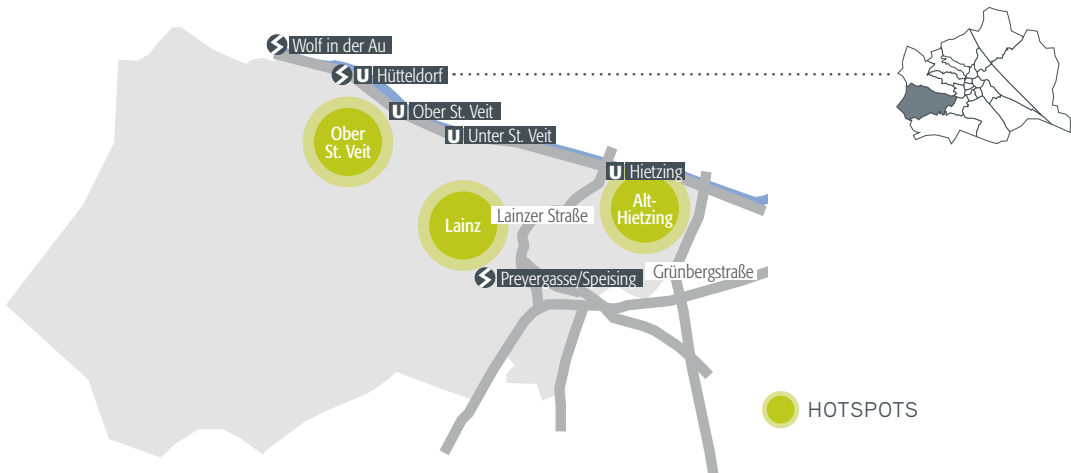 Wolf in der Au
U Hütteldorf
U Ober St. Veit
U Unter St. Veit
Ober
St. Veit
U Hietzing
Alt-
Hietzing
Lainz
Lainzer Straße
Prevergasse/Speising
Grünbergstraße
HOTSPOTS